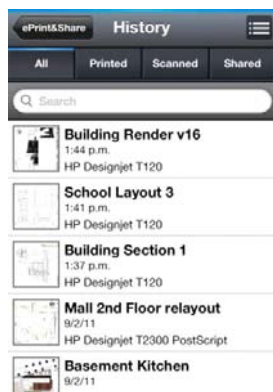 ePrint&Share
History
All
Printed
Scanned
Shared
Search
Building Render v16
1:44 p.m.
HP Designjet T120
School Layout 3
1:41 p.m.
HP Designjet T120
Building Section 1
1:37 p.m.
HP Designjet T120
Mall 2nd Floor relayout
9/2/11
HP Designjet T2300 PostScript
Basement Kitchen
9/2/11